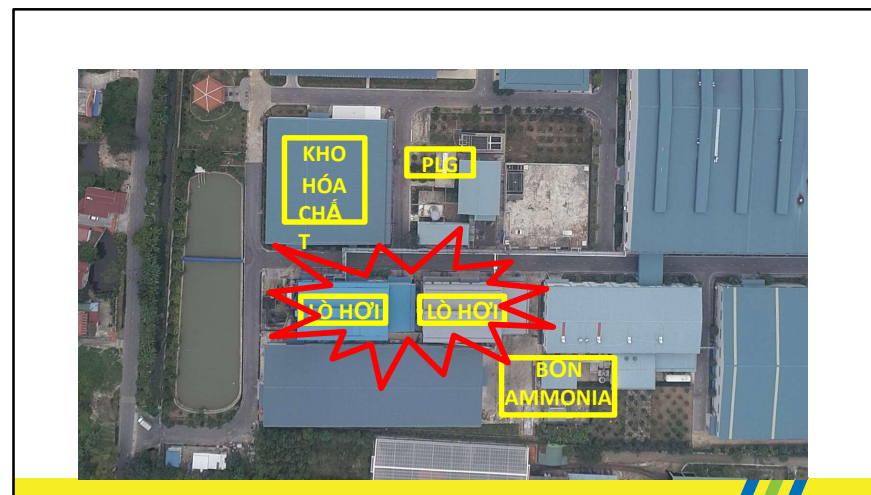 KHO
HÓA
CHẤ
T
PLG
LÒ HƠI
LÒ HƠI
BỒN
AMMONIA